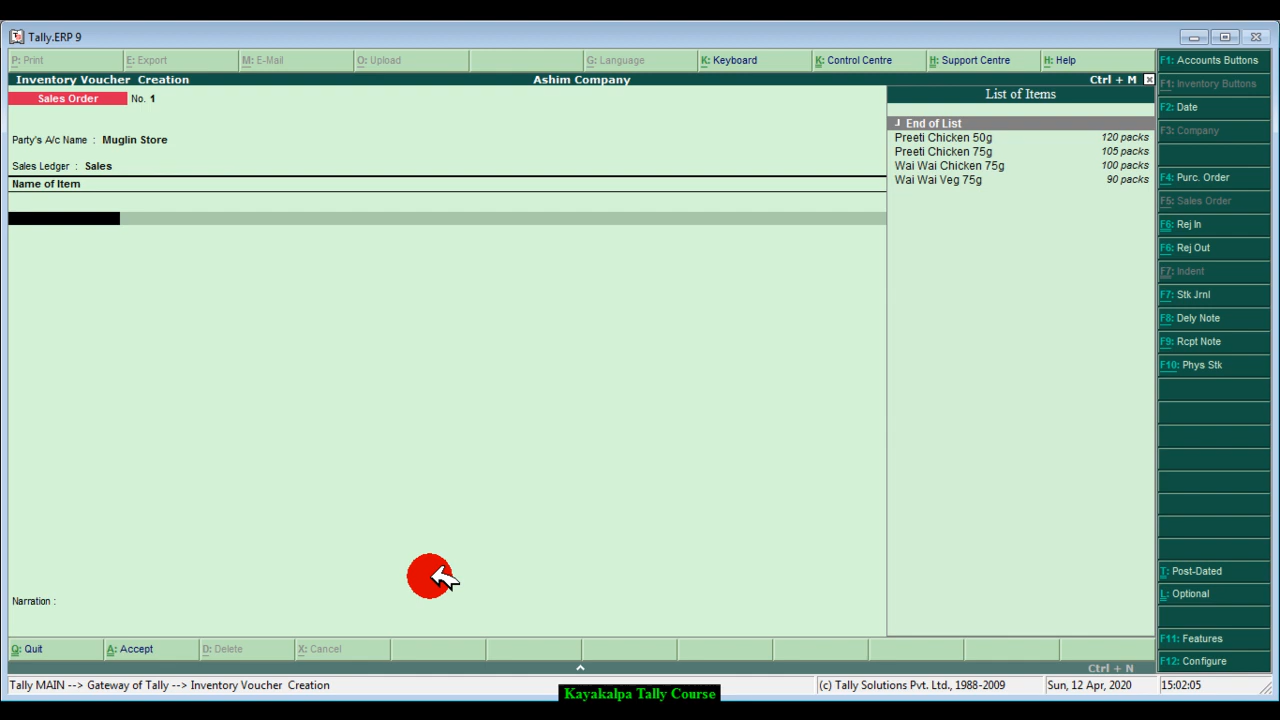 Tally.ERP 9
P: Print E: Export M: E-Mail O: Upload G: Language K: Keyboard K: Control Centre H: Support Centre H: Help
Inventory Voucher Creation Ashim Company Ctrl + M
Sales Order No. 1
Party's A/c Name : Muglin Store
Sales Ledger : Sales
Name of Item
List of Items
End of List
Preeti Chicken 50g 120 packs
Preeti Chicken 75g 105 packs
Wai Wai Chicken 75g 100 packs
Wai Wai Veg 75g 90 packs
F1: Accounts Buttons
F1: Inventory Buttons
F2: Date
F3: Company
F4: Purc. Order
F5: Sales Order
F6: Rej In
F6: Rej Out
F7: Indent
F7: Stk Jrnl
F8: Dely Note
F9: Rcpt Note
F10: Phys Stk
T: Post-Dated
L: Optional
F11: Features
F12: Configure
Narration :
Q: Quit A: Accept D: Delete X: Cancel
Ctrl + N
Tally MAIN --> Gateway of Tally --> Inventory Voucher Creation (c) Tally Solutions Pvt. Ltd., 1988-2009 Sun, 12 Apr, 2020 15:02:05
Kayakalpa Tally Course